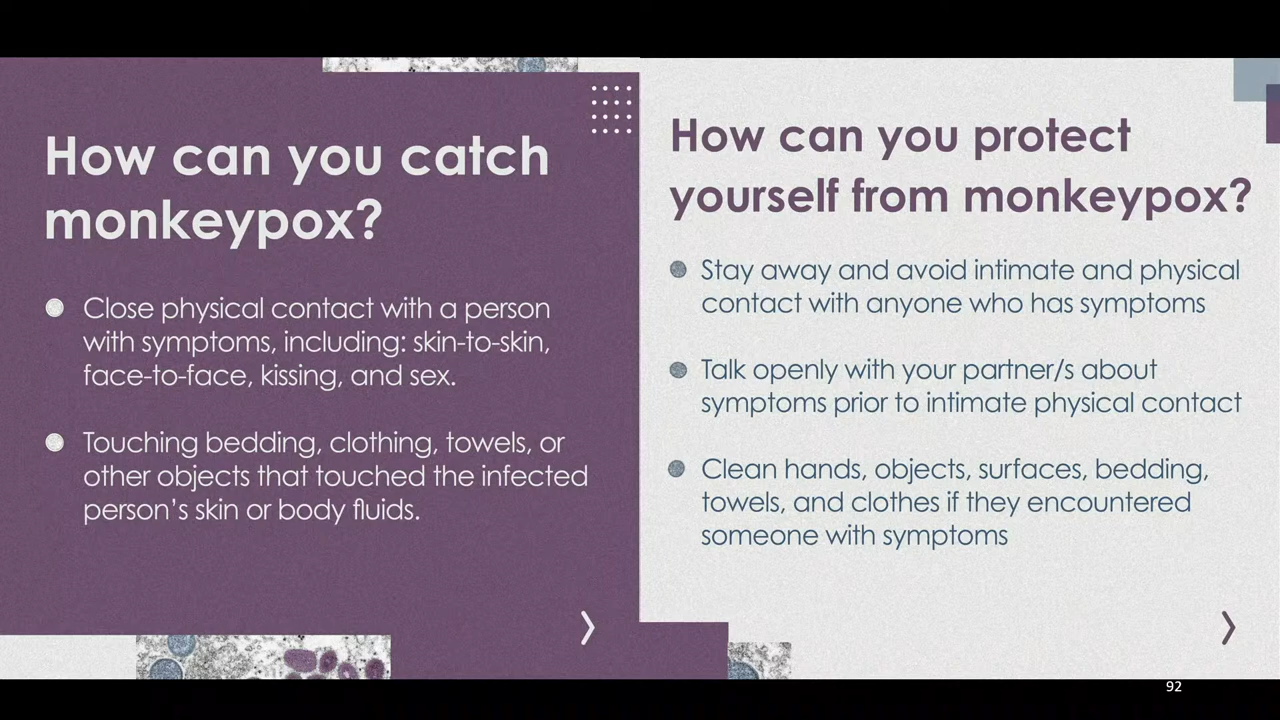 How can you catch
monkeypox?
Close physical contact with a person
with symptoms, including: skin-to-skin,
face-to-face, kissing, and sex.
Touching bedding, clothing, towels, or
other objects that touched the infected
person’s skin or body fluids.
How can you protect
yourself from monkeypox?
Stay away and avoid intimate and physical
contact with anyone who has symptoms
Talk openly with your partner/s about
symptoms prior to intimate physical contact
Clean hands, objects, surfaces, bedding,
towels, and clothes if they encountered
someone with symptoms
92